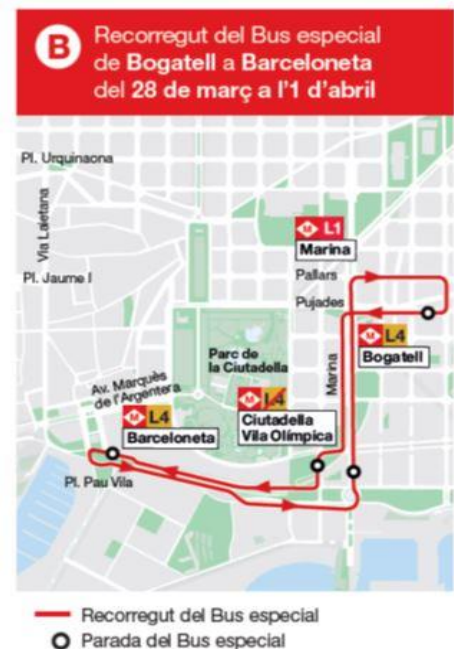 B
Recorregut del Bus especial
de Bogatell a Barceloneta
del 28 de març a l'1 d'abril
Pl. Urquinaona
Via Laietana
Pl. Jaume I
M L1
Marina
Pallars
Pujades
M L4
Bogatell
Marina
Parc de
la Ciutadella
M L4
Ciutadella
Vila Olímpica
Av. Marquès
de l'Argentera
M L4
Barceloneta
Pl. Pau Vila
Recorregut del Bus especial
Parada del Bus especial